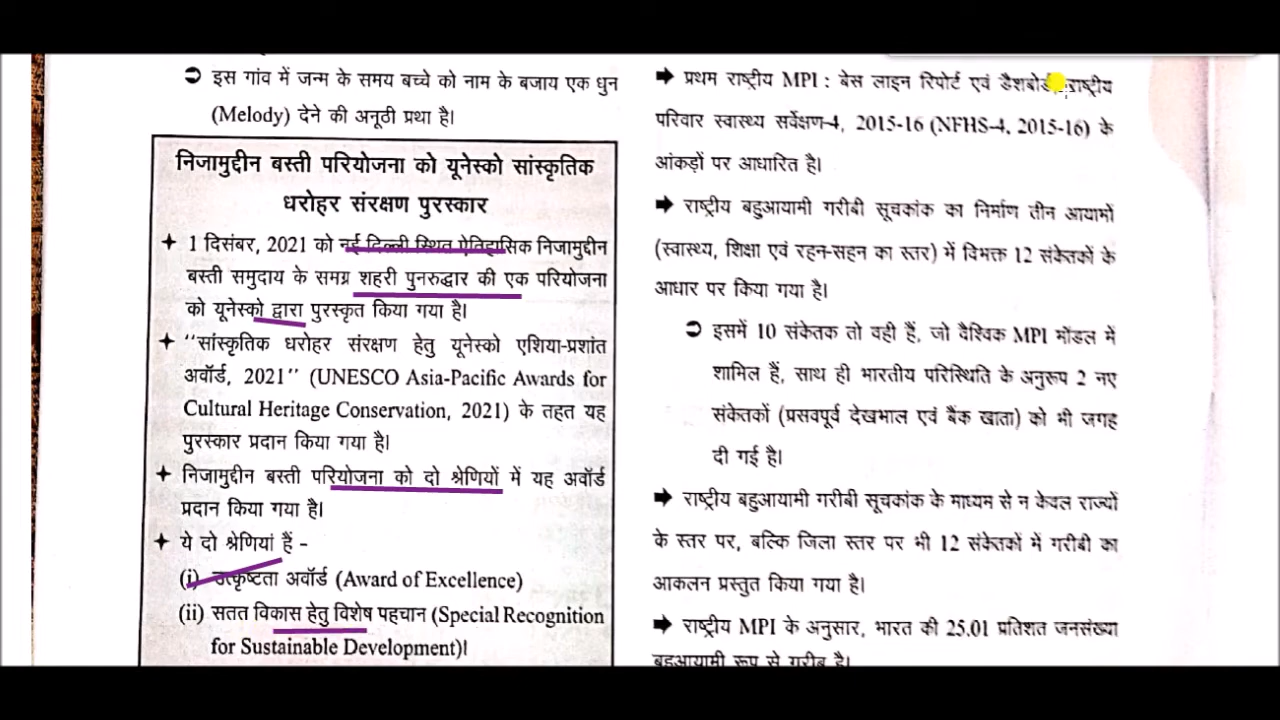 इस गांव में जन्म के समय बच्चे को नाम के बजाय एक धुन
(Melody) देने की अनूठी प्रथा है।
निजामुद्दीन बस्ती परियोजना को यूनेस्को सांस्कृतिक
धरोहर संरक्षण पुरस्कार
1 दिसंबर, 2021 को नई दिल्ली स्थित ऐतिहासिक निजामुद्दीन
बस्ती समुदाय के समग्र शहरी पुनरुद्धार की एक परियोजना
को यूनेस्को द्वारा पुरस्कृत किया गया है।
"सांस्कृतिक धरोहर संरक्षण हेतु यूनेस्को एशिया-प्रशांत
अवॉर्ड, 2021" (UNESCO Asia-Pacific Awards for
Cultural Heritage Conservation, 2021) के तहत यह
पुरस्कार प्रदान किया गया है।
निजामुद्दीन बस्ती परियोजना को दो श्रेणियों में यह अवॉर्ड
प्रदान किया गया है।
ये दो श्रेणियां हैं -
(i) उत्कृष्टता अवॉर्ड (Award of Excellence)
(ii) सतत विकास हेतु विशेष पहचान (Special Recognition
for Sustainable Development)।
प्रथम राष्ट्रीय MPI : बेस लाइन रिपोर्ट एवं डैशबोर्ड राष्ट्रीय
परिवार स्वास्थ्य सर्वेक्षण-4, 2015-16 (NFHS-4, 2015-16) के
आंकड़ों पर आधारित है।
राष्ट्रीय बहुआयामी गरीबी सूचकांक का निर्माण तीन आयामों
(स्वास्थ्य, शिक्षा एवं रहन-सहन का स्तर) में विभक्त 12 संकेतकों के
आधार पर किया गया है।
इसमें 10 संकेतक तो वही हैं, जो वैश्विक MPI मॉडल में
शामिल हैं, साथ ही भारतीय परिस्थिति के अनुरूप 2 नए
संकेतकों (प्रसवपूर्व देखभाल एवं बैंक खाता) को भी जगह
दी गई है।
राष्ट्रीय बहुआयामी गरीबी सूचकांक के माध्यम से न केवल राज्यों
के स्तर पर, बल्कि जिला स्तर पर भी 12 संकेतकों में गरीबी का
आकलन प्रस्तुत किया गया है।
राष्ट्रीय MPI के अनुसार, भारत की 25.01 प्रतिशत जनसंख्या
बहुआयामी रूप से गरीब है।